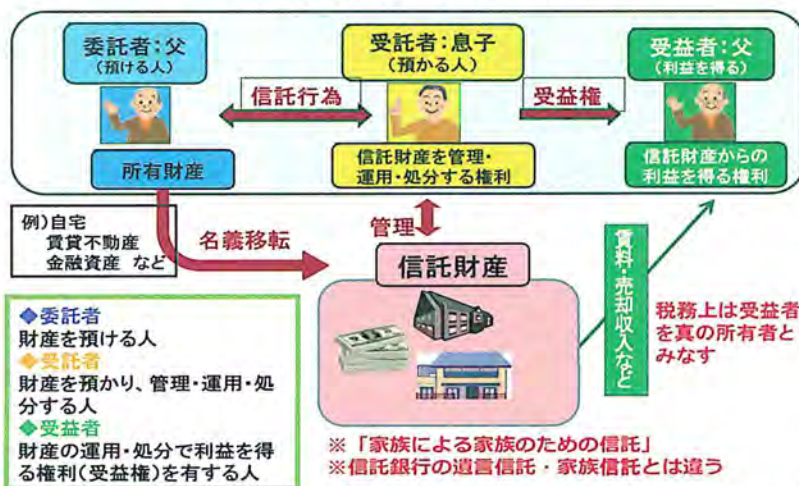 委託者：父
（預ける人）
受託者：息子
（預かる人）
受益者：父
（利益を得る）
信託行為
受益権
所有財産
信託財産を管理・
運用・処分する権利
信託財産からの
利益を得る権利
例）自宅
賃貸不動産
金融資産 など
名義移転
管理
信託財産
賃料・売却収入など
税務上は受益者
を真の所有者と
みなす
◆委託者
財産を預ける人
◆受託者
財産を預かり、管理・運用・処
分する人
◆受益者
財産の運用・処分で利益を得
る権利（受益権）を有する人
※「家族による家族のための信託」
※信託銀行の遺言信託・家族信託とは違う